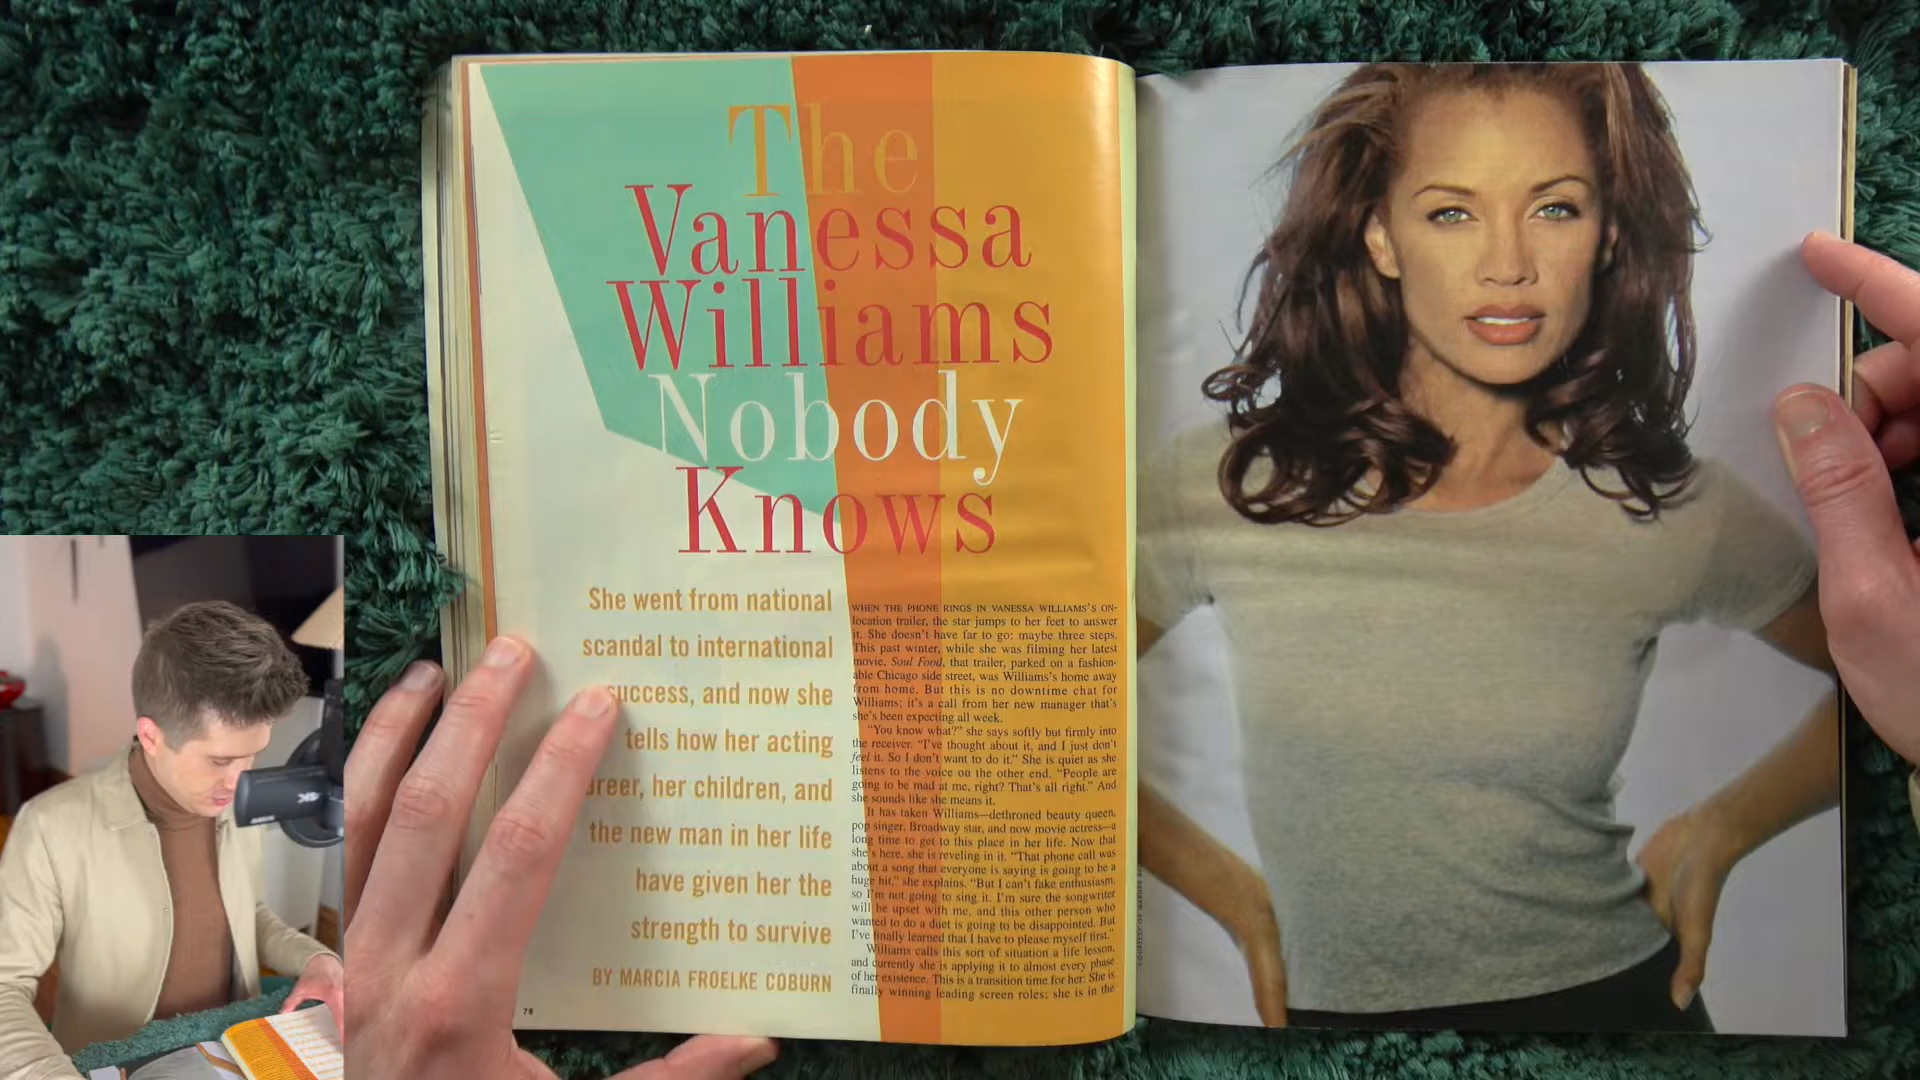 The
Vanessa
Williams
Nobody
Knows
She went from national
scandal to international
success, and now she
tells how her acting
career, her children, and
the new man in her life
have given her the
strength to survive
BY MARCIA FROELKE COBURN
WHEN THE PHONE RINGS IN VANESSA WILLIAMS'S ON-
location trailer, the star jumps to her feet to answer
it. She doesn't have far to go: maybe three steps.
This past winter, while she was filming her latest
movie, Soul Food, that trailer, parked on a fashion-
able Chicago side street, was Williams's home away
from home. But this is no downtime chat for
Williams; it's a call from her new manager that's
she's been expecting all week.
"You know what?" she says softly but firmly into
the receiver. "I've thought about it, and I just don't
feel it. So I don't want to do it." She is quiet as she
listens to the voice on the other end. "People are
going to be mad at me, right? That's all right." And
she sounds like she means it.
It has taken Williams—dethroned beauty queen,
pop singer, Broadway star, and now movie actress—a
long time to get to this place in her life. Now that
she's here, she is reveling in it. "That phone call was
about a song that everyone is saying is going to be a
huge hit," she explains. "But I can't fake enthusiasm,
so I'm not going to sing it. I'm sure the songwriter
will be upset with me, and this other person who
wanted to do a duet is going to be disappointed. But
I've finally learned that I have to please myself first."
Williams calls this sort of situation a life lesson,
and currently she is applying it to almost every phase
of her existence. This is a transition time for her: She is
finally winning leading screen roles; she is in the